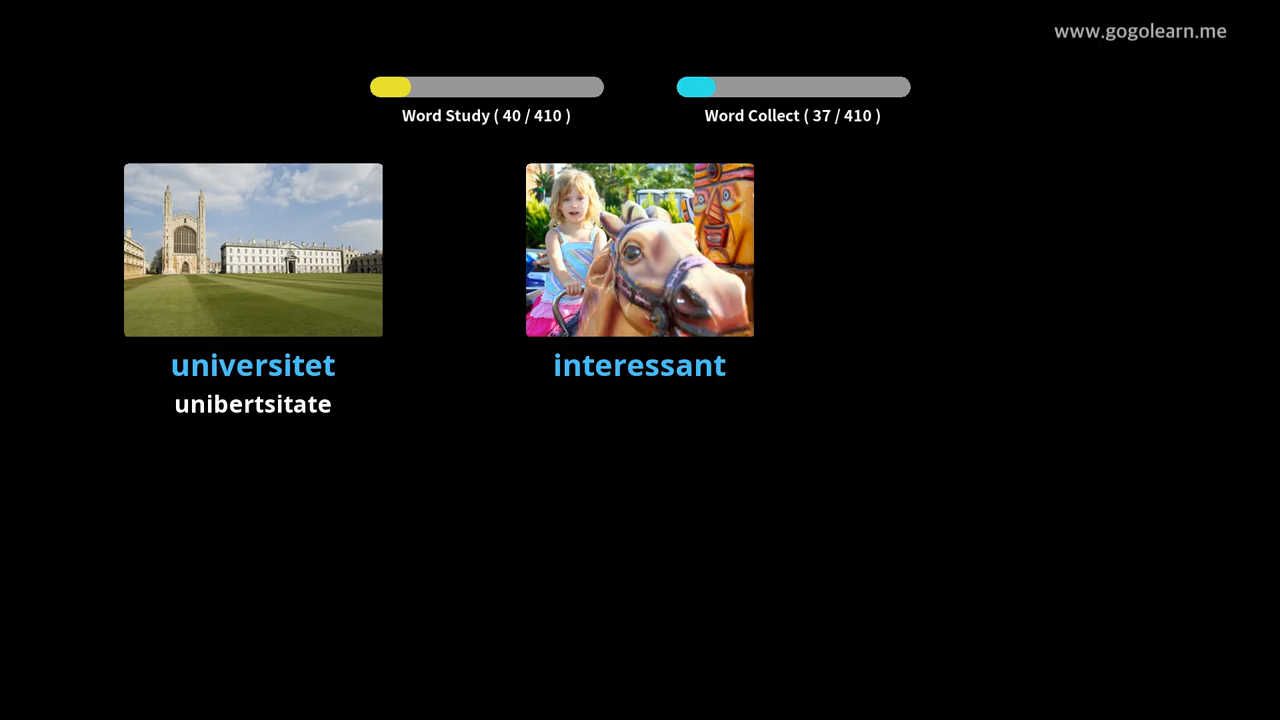 www.gogolearn.me
Word Study ( 40 / 410 )
Word Collect ( 37 / 410 )
universitet
unibertsitate
interessant